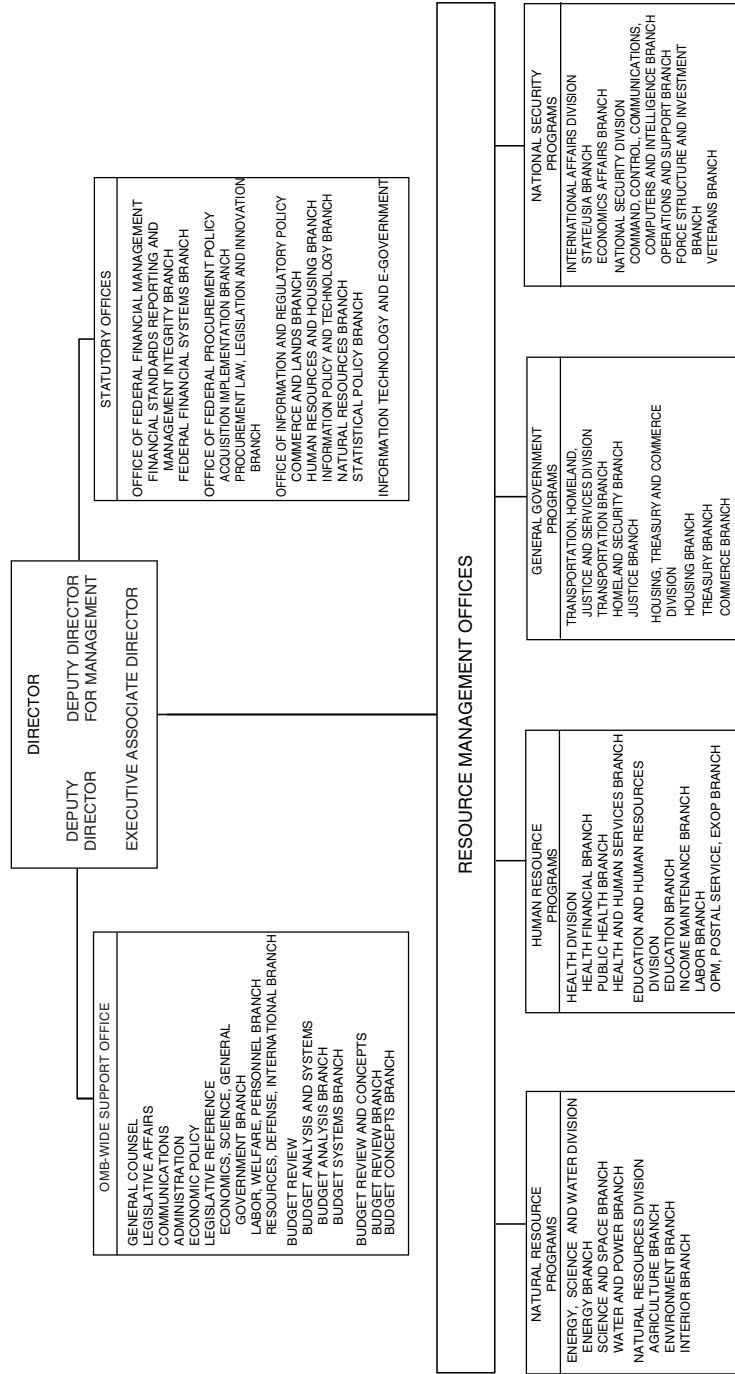 DIRECTOR
DEPUTY
DIRECTOR
DEPUTY DIRECTOR
FOR MANAGEMENT
EXECUTIVE ASSOCIATE DIRECTOR
OMB-WIDE SUPPORT OFFICE
GENERAL COUNSEL
LEGISLATIVE AFFAIRS
COMMUNICATIONS
ADMINISTRATION
ECONOMIC POLICY
LEGISLATIVE REFERENCE
ECONOMICS, SCIENCE, GENERAL
GOVERNMENT BRANCH
LABOR, WELFARE, PERSONNEL BRANCH
RESOURCES, DEFENSE, INTERNATIONAL BRANCH
BUDGET REVIEW
BUDGET ANALYSIS AND SYSTEMS
BUDGET ANALYSIS BRANCH
BUDGET SYSTEMS BRANCH
BUDGET REVIEW AND CONCEPTS
BUDGET REVIEW BRANCH
BUDGET CONCEPTS BRANCH
STATUTORY OFFICES
OFFICE OF FEDERAL FINANCIAL MANAGEMENT
FINANCIAL STANDARDS REPORTING AND
MANAGEMENT INTEGRITY BRANCH
FEDERAL FINANCIAL SYSTEMS BRANCH
OFFICE OF FEDERAL PROCUREMENT POLICY
ACQUISITION IMPLEMENTATION BRANCH
PROCUREMENT LAW, LEGISLATION AND INNOVATION
BRANCH
OFFICE OF INFORMATION AND REGULATORY POLICY
COMMERCE AND LANDS BRANCH
HUMAN RESOURCES AND HOUSING BRANCH
INFORMATION POLICY AND TECHNOLOGY BRANCH
NATURAL RESOURCES BRANCH
STATISTICAL POLICY BRANCH
INFORMATION TECHNOLOGY AND E-GOVERNMENT
RESOURCE MANAGEMENT OFFICES
NATURAL RESOURCE
PROGRAMS
ENERGY, SCIENCE AND WATER DIVISION
ENERGY BRANCH
SCIENCE AND SPACE BRANCH
WATER AND POWER BRANCH
NATURAL RESOURCES DIVISION
AGRICULTURE BRANCH
ENVIRONMENT BRANCH
INTERIOR BRANCH
HUMAN RESOURCE
PROGRAMS
HEALTH DIVISION
HEALTH FINANCIAL BRANCH
PUBLIC HEALTH BRANCH
HEALTH AND HUMAN SERVICES BRANCH
EDUCATION AND HUMAN RESOURCES
DIVISION
EDUCATION BRANCH
INCOME MAINTENANCE BRANCH
LABOR BRANCH
OPM, POSTAL SERVICE, EXOP BRANCH
GENERAL GOVERNMENT
PROGRAMS
TRANSPORTATION, HOMELAND,
JUSTICE AND SERVICES DIVISION
TRANSPORTATION BRANCH
HOMELAND SECURITY BRANCH
JUSTICE BRANCH
HOUSING, TREASURY AND COMMERCE
DIVISION
HOUSING BRANCH
TREASURY BRANCH
COMMERCE BRANCH
NATIONAL SECURITY
PROGRAMS
INTERNATIONAL AFFAIRS DIVISION
STATE/USIA BRANCH
ECONOMICS AFFAIRS BRANCH
NATIONAL SECURITY DIVISION
COMMAND, CONTROL, COMMUNICATIONS,
COMPUTERS AND INTELLIGENCE BRANCH
OPERATIONS AND SUPPORT BRANCH
FORCE STRUCTURE AND INVESTMENT
BRANCH
VETERANS BRANCH